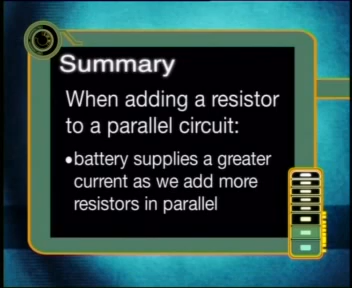 Summary
When adding a resistor
to a parallel circuit:
•battery supplies a greater
current as we add more
resistors in parallel